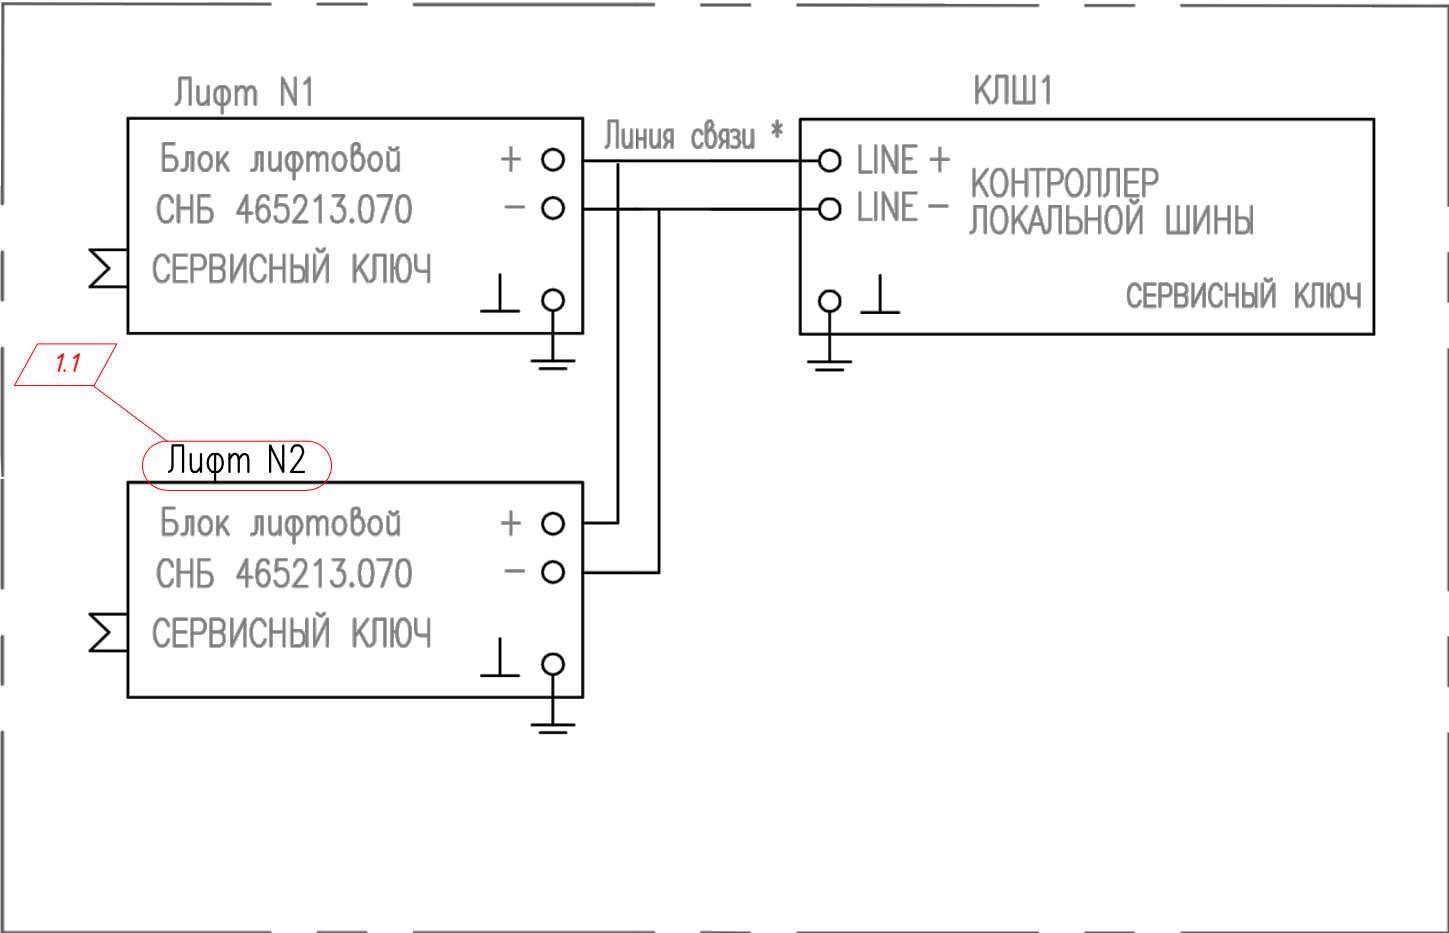 Лифт N1
Блок лифтовой +
СНБ 465213.070 −
СЕРВИСНЫЙ КЛЮЧ
Линия связи *
КЛШ1
LINE +
LINE −
КОНТРОЛЛЕР
ЛОКАЛЬНОЙ ШИНЫ
СЕРВИСНЫЙ КЛЮЧ
1.1
Лифт N2
Блок лифтовой +
СНБ 465213.070 −
СЕРВИСНЫЙ КЛЮЧ